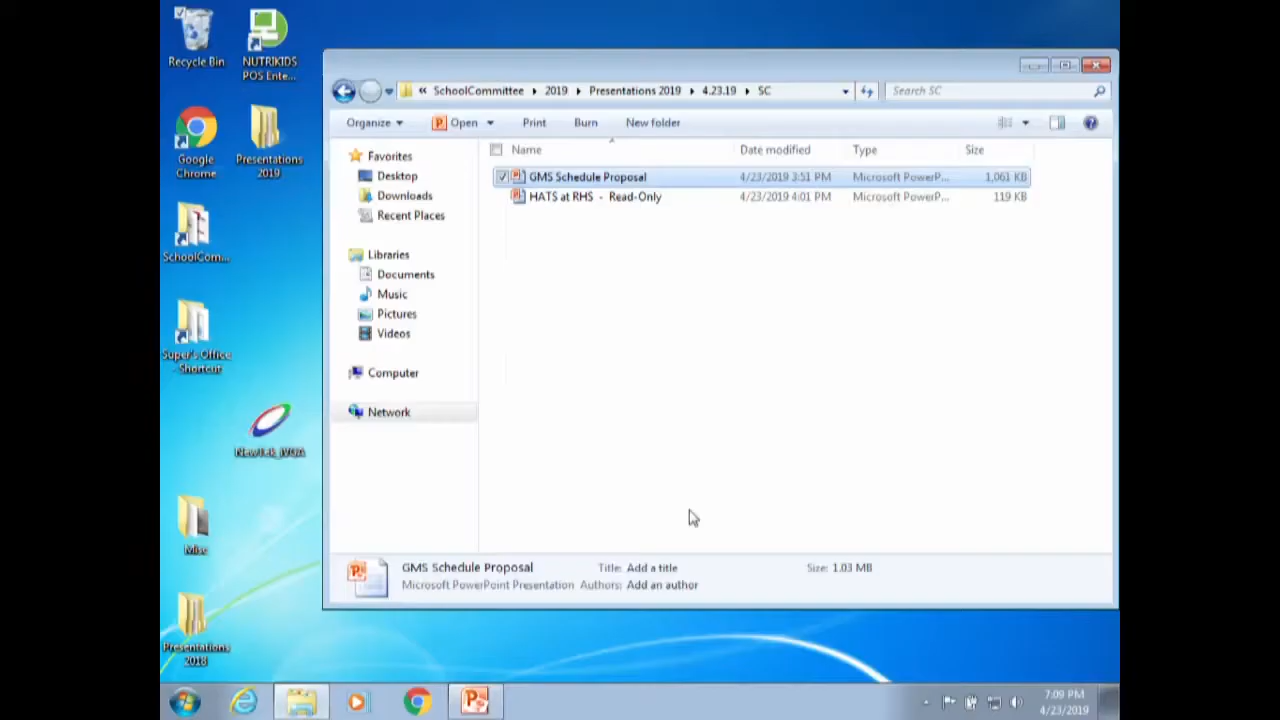 Recycle Bin
NUTRIKIDS
POS Ente...
Google
Chrome
Presentations
2019
SchoolCom...
Super's Office
- Shortcut
Misc
Presentations
2018
« SchoolCommittee ▸ 2019 ▸ Presentations 2019 ▸ 4.23.19 ▸ SC
Search SC
Organize Open Print Burn New folder
Favorites
Desktop
Downloads
Recent Places
Libraries
Documents
Music
Pictures
Videos
Computer
Network
Name Date modified Type Size
GMS Schedule Proposal 4/23/2019 3:51 PM Microsoft PowerP... 1,061 KB
HATS at RHS - Read-Only 4/23/2019 4:01 PM Microsoft PowerP... 119 KB
GMS Schedule Proposal Title: Add a title Size: 1.03 MB
Microsoft PowerPoint Presentation Authors: Add an author
7:09 PM
4/23/2019